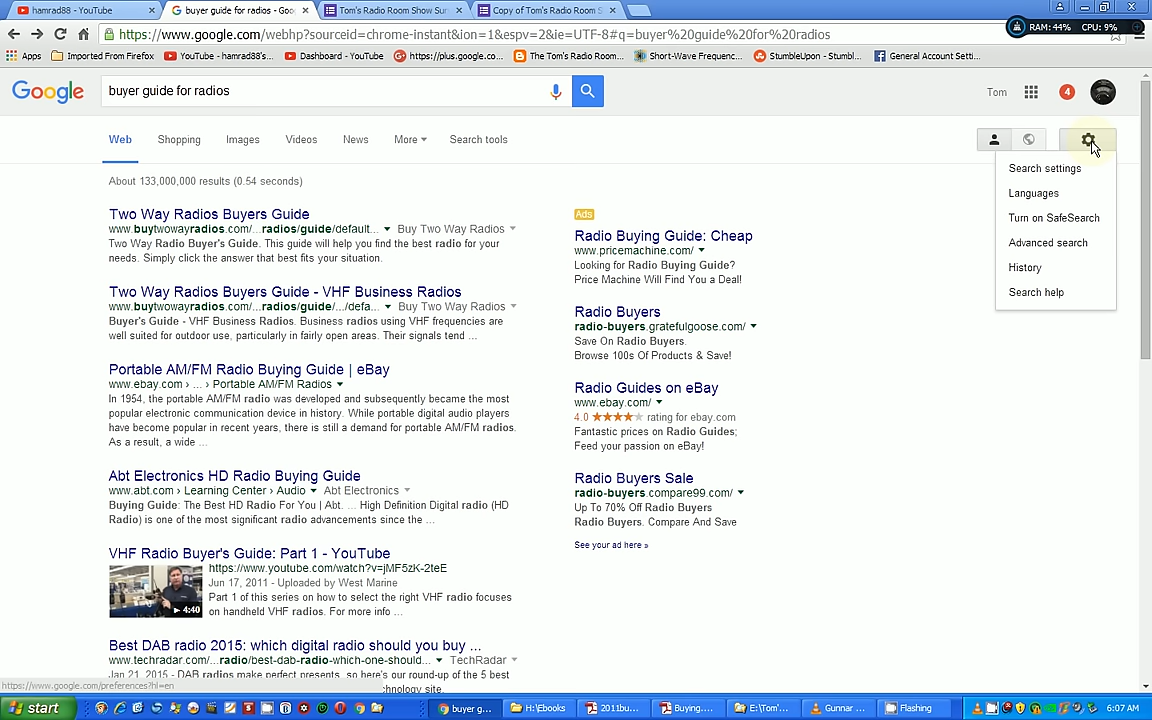 hamrad88 - YouTube
buyer guide for radios - Goo
Tom's Radio Room Show Sur
Copy of Tom's Radio Room S
https://www.google.com/webhp?sourceid=chrome-instant&ion=1&espv=2&ie=UTF-8#q=buyer%20guide%20for%20radios
RAM: 44% CPU: 9%
Apps
Imported From Firefox
YouTube - hamrad88's...
Dashboard - YouTube
https://plus.google.co...
The Tom's Radio Room...
Short-Wave Frequenc...
StumbleUpon - Stumbl...
General Account Setti...
Google
buyer guide for radios
Tom
4
Web
Shopping
Images
Videos
News
More
Search tools
Search settings
Languages
Turn on SafeSearch
Advanced search
History
Search help
About 133,000,000 results (0.54 seconds)
Two Way Radios Buyers Guide
www.buytwowayradios.com/...radios/guide/default... Buy Two Way Radios
Two Way Radio Buyer's Guide. This guide will help you find the best radio for your
needs. Simply click the answer that best fits your situation.
Two Way Radios Buyers Guide - VHF Business Radios
www.buytwowayradios.com/...radios/guide/.../defa... Buy Two Way Radios
Buyer's Guide - VHF Business Radios. Business radios using VHF frequencies are
well suited for outdoor use, particularly in fairly open areas. Their signals tend ...
Portable AM/FM Radio Buying Guide | eBay
www.ebay.com › ... › Portable AM/FM Radios
In 1954, the portable AM/FM radio was developed and subsequently became the most
popular electronic communication device in history. While portable digital audio players
have become popular in recent years, there is still a demand for portable AM/FM radios.
As a result, a wide ...
Abt Electronics HD Radio Buying Guide
www.abt.com › Learning Center › Audio Abt Electronics
Buying Guide: The Best HD Radio For You | Abt. ... High Definition Digital radio (HD
Radio) is one of the most significant radio advancements since the ...
VHF Radio Buyer's Guide: Part 1 - YouTube
https://www.youtube.com/watch?v=jMF5zK-2teE
Jun 17, 2011 - Uploaded by West Marine
Part 1 of this series on how to select the right VHF radio focuses
on handheld VHF radios. For more info ...
4:40
Best DAB radio 2015: which digital radio should you buy ...
www.techradar.com/...radio/best-dab-radio-which-one-should... TechRadar
Jan 21, 2015 - DAB radios make perfect presents, so here's our round-up of the 5 best
chnology site.
Ads
Radio Buying Guide: Cheap
www.pricemachine.com/
Looking for Radio Buying Guide?
Price Machine Will Find You a Deal!
Radio Buyers
radio-buyers.gratefulgoose.com/
Save On Radio Buyers.
Browse 100s Of Products & Save!
Radio Guides on eBay
www.ebay.com/
4.0 rating for ebay.com
Fantastic prices on Radio Guides;
Feed your passion on eBay!
Radio Buyers Sale
radio-buyers.compare99.com/
Up To 70% Off Radio Buyers
Radio Buyers. Compare And Save
See your ad here »
https://www.google.com/preferences?hl=en
start
buyer g...
H:\Ebooks
2011bu...
Buying....
E:\Tom'...
Gunnar ...
Flashing
6:07 AM